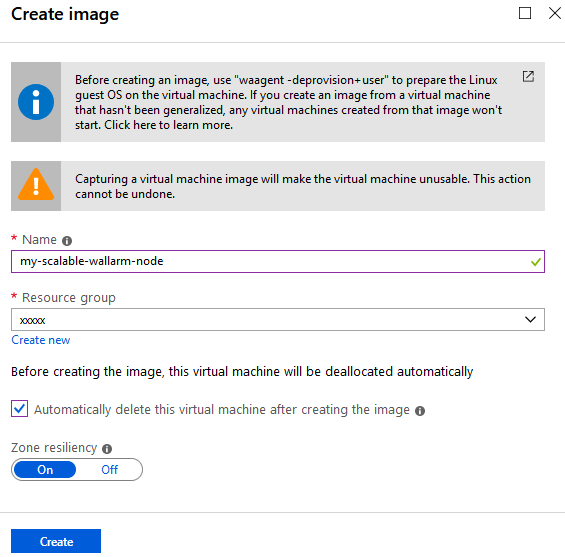 Create image
Before creating an image, use "waagent -deprovision+user" to prepare the Linux
guest OS on the virtual machine. If you create an image from a virtual machine
that hasn't been generalized, any virtual machines created from that image won't
start. Click here to learn more.
Capturing a virtual machine image will make the virtual machine unusable. This action
cannot be undone.
* Name
my-scalable-wallarm-node
* Resource group
xxxxx
Create new
Before creating the image, this virtual machine will be deallocated automatically
Automatically delete this virtual machine after creating the image
Zone resiliency
On Off
Create